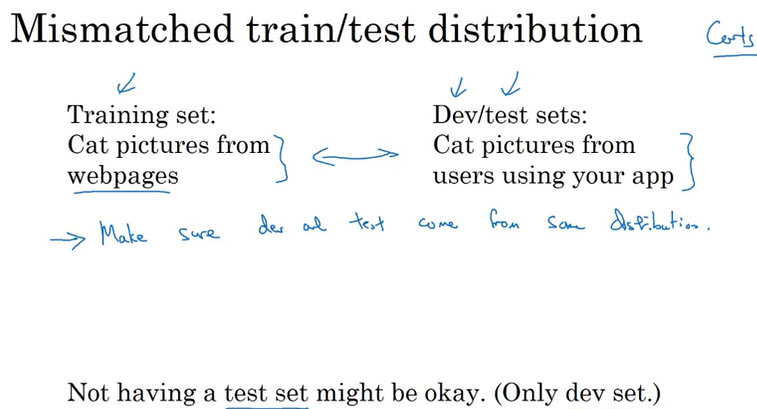 Mismatched train/test distribution
Cats
Training set:
Cat pictures from
webpages
Dev/test sets:
Cat pictures from
users using your app
→ Make sure dev and test come from same distribution.
Not having a test set might be okay. (Only dev set.)